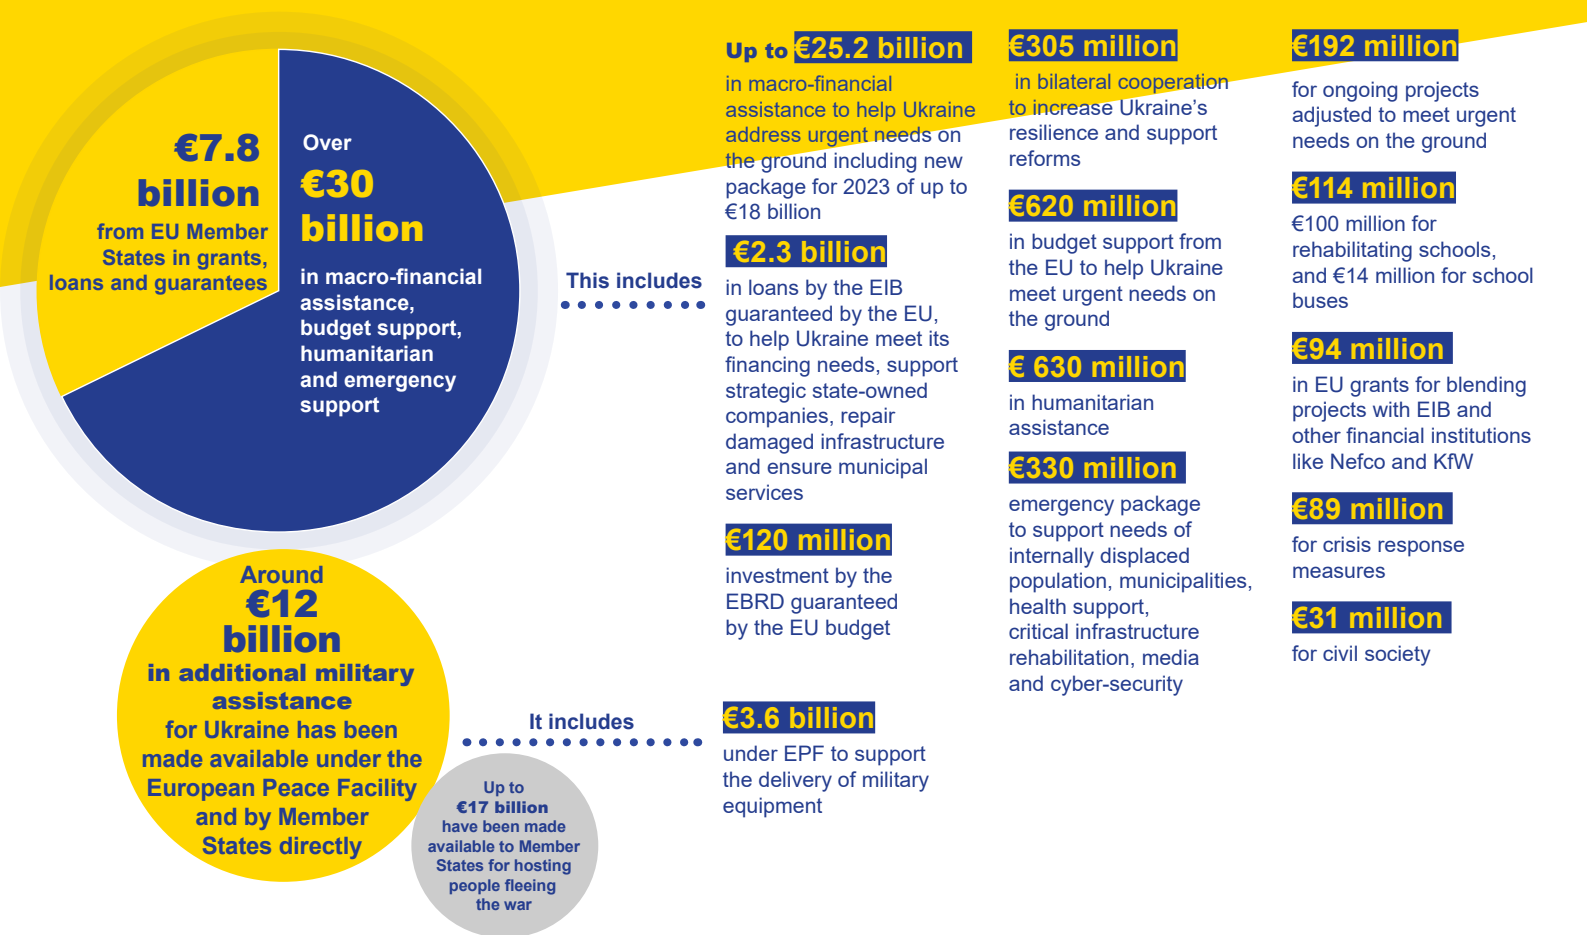 €7.8
billion
from EU Member
States in grants,
loans and guarantees
Over
€30
billion
in macro-financial
assistance,
budget support,
humanitarian
and emergency
support
This includes
Up to €25.2 billion
in macro-financial
assistance to help Ukraine
address urgent needs on
the ground including new
package for 2023 of up to
€18 billion
€2.3 billion
in loans by the EIB
guaranteed by the EU,
to help Ukraine meet its
financing needs, support
strategic state-owned
companies, repair
damaged infrastructure
and ensure municipal
services
€120 million
investment by the
EBRD guaranteed
by the EU budget
€305 million
in bilateral cooperation
to increase Ukraine's
resilience and support
reforms
€620 million
in budget support from
the EU to help Ukraine
meet urgent needs on
the ground
€ 630 million
in humanitarian
assistance
€330 million
emergency package
to support needs of
internally displaced
population, municipalities,
health support,
critical infrastructure
rehabilitation, media
and cyber-security
€192 million
for ongoing projects
adjusted to meet urgent
needs on the ground
€114 million
€100 million for
rehabilitating schools,
and €14 million for school
buses
€94 million
in EU grants for blending
projects with EIB and
other financial institutions
like Nefco and KfW
€89 million
for crisis response
measures
€31 million
for civil society
Around
€12
billion
in additional military
assistance
for Ukraine has been
made available under the
European Peace Facility
and by Member
States directly
It includes
€3.6 billion
under EPF to support
the delivery of military
equipment
Up to
€17 billion
have been made
available to Member
States for hosting
people fleeing
the war